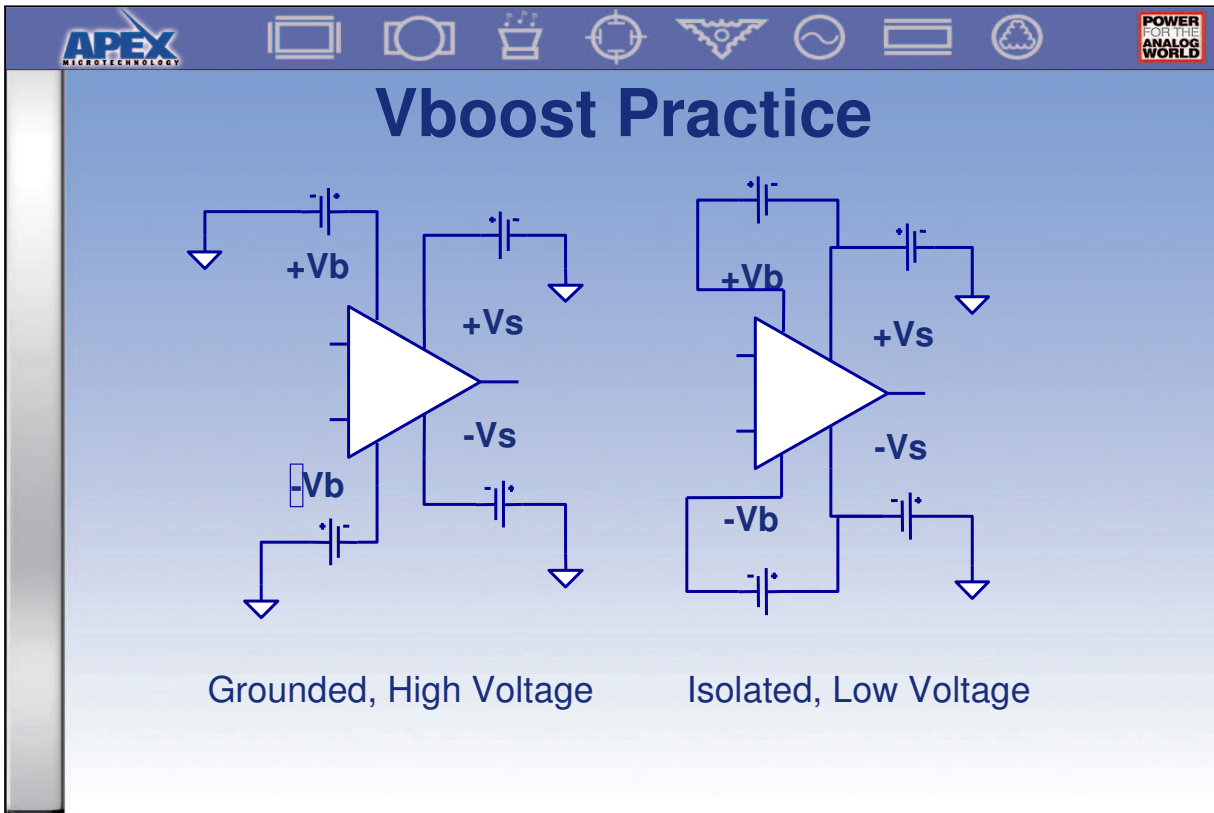 APEX
MICROTECHNOLOGY
POWER
FOR THE
ANALOG
WORLD
Vboost Practice
- +
+ -
+Vb
+Vs
-Vs
-Vb
+ -
- +
+ -
+ -
+Vb
+Vs
-Vs
-Vb
- +
- +
Grounded, High Voltage
Isolated, Low Voltage